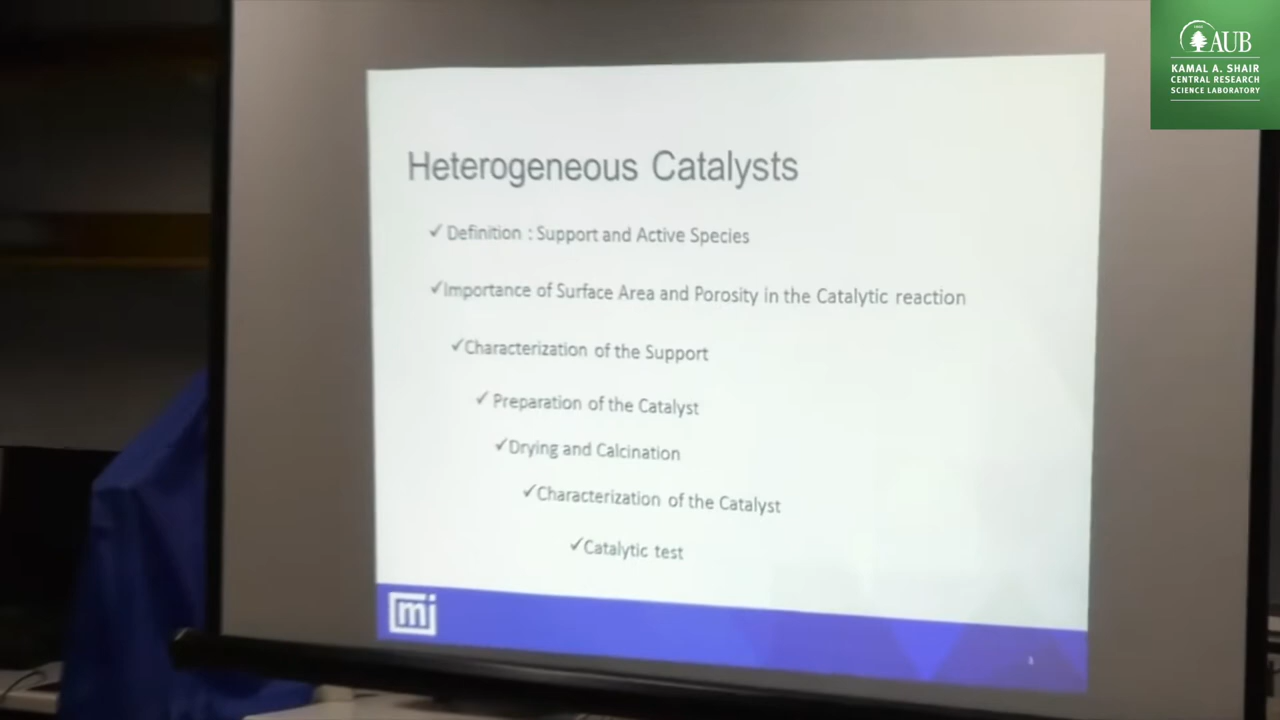 AUB
KAMAL A. SHAIR
CENTRAL RESEARCH
SCIENCE LABORATORY
Heterogeneous Catalysts
✓ Definition : Support and Active Species
✓Importance of Surface Area and Porosity in the Catalytic reaction
✓Characterization of the Support
✓ Preparation of the Catalyst
✓Drying and Calcination
✓Characterization of the Catalyst
✓Catalytic test
mi